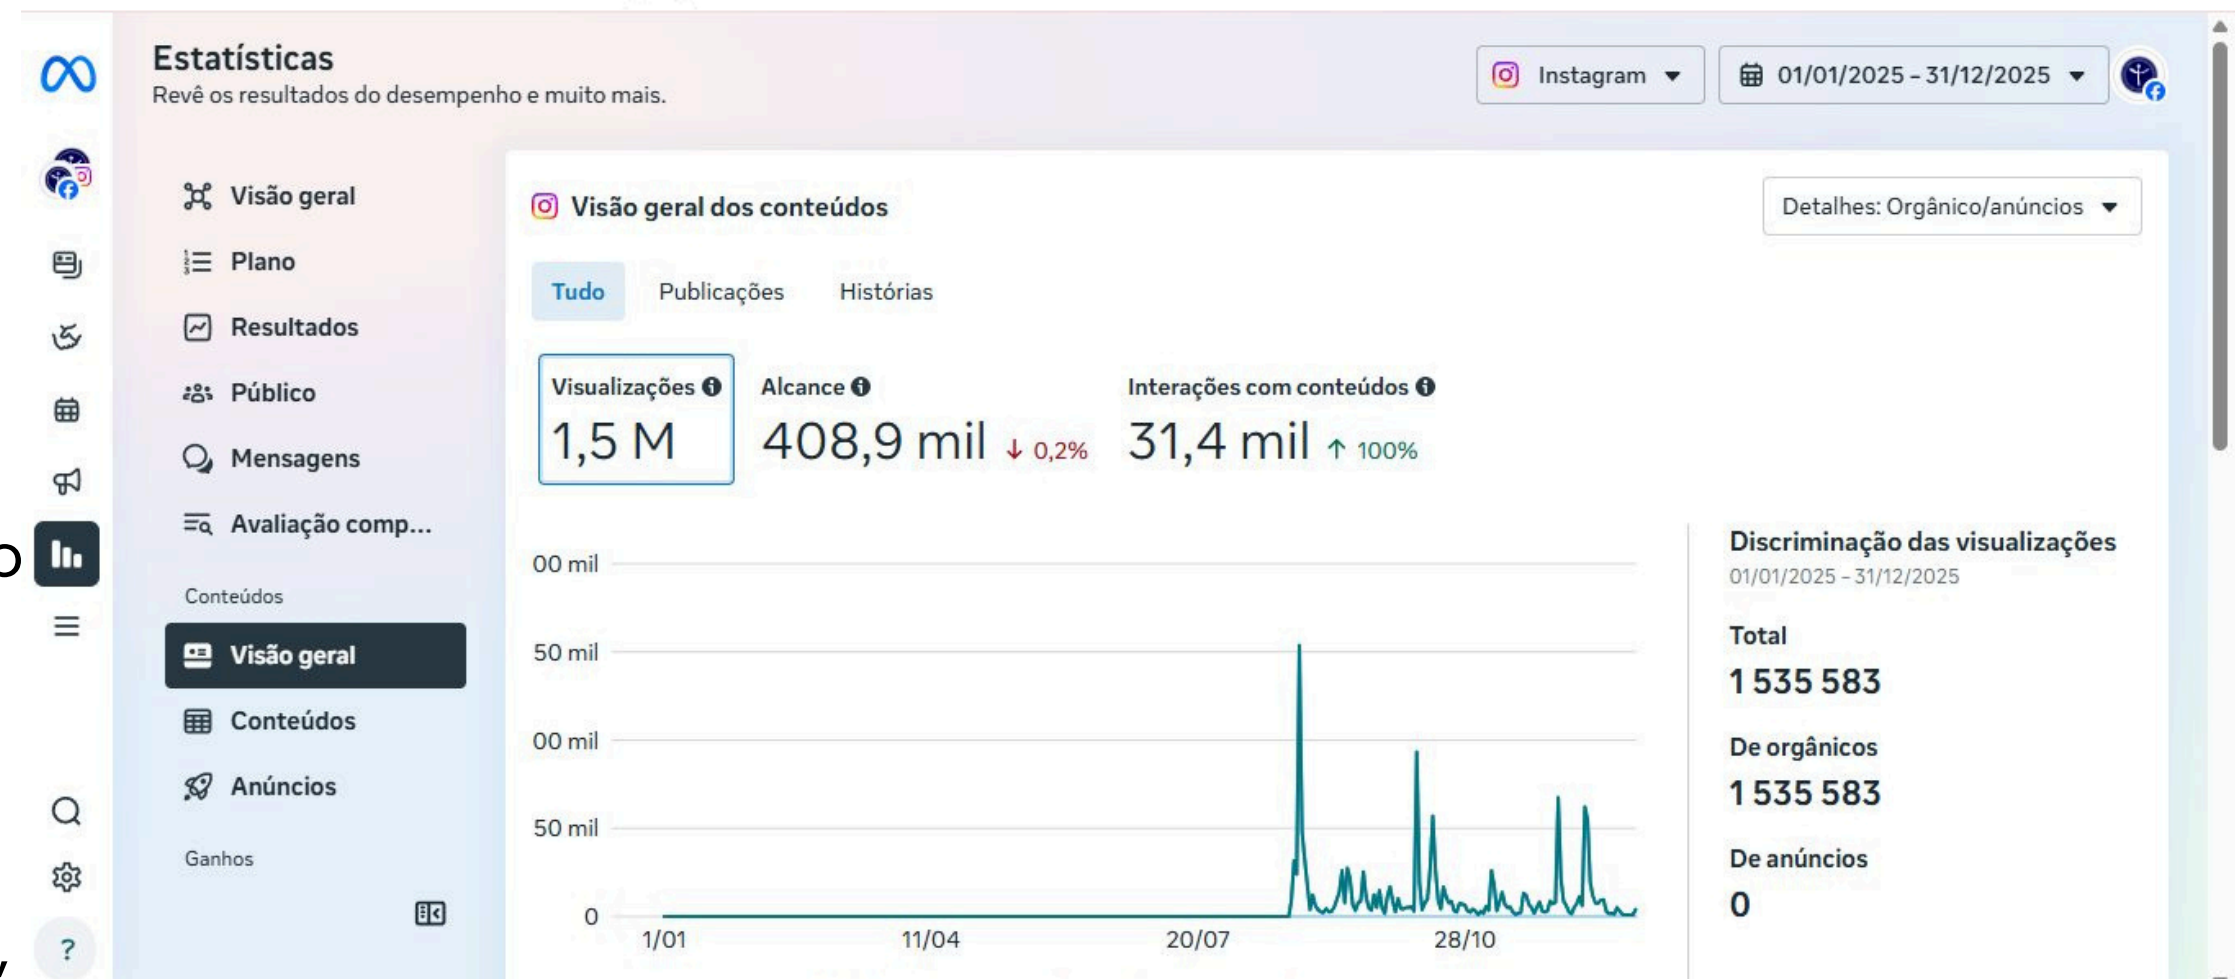 Estatísticas
Revê os resultados do desempenho e muito mais.
Instagram
01/01/2025 – 31/12/2025
Visão geral
Plano
Resultados
Público
Mensagens
Avaliação comp...
Conteúdos
Visão geral
Conteúdos
Anúncios
Ganhos
?
Visão geral dos conteúdos
Detalhes: Orgânico/anúncios
Tudo Publicações Histórias
Visualizações Alcance Interações com conteúdos
1,5 M 408,9 mil ↓ 0,2% 31,4 mil ↑ 100%
00 mil
50 mil
00 mil
50 mil
0
1/01 11/04 20/07 28/10
Discriminação das visualizações
01/01/2025 – 31/12/2025
Total
1 535 583
De orgânicos
1 535 583
De anúncios
0